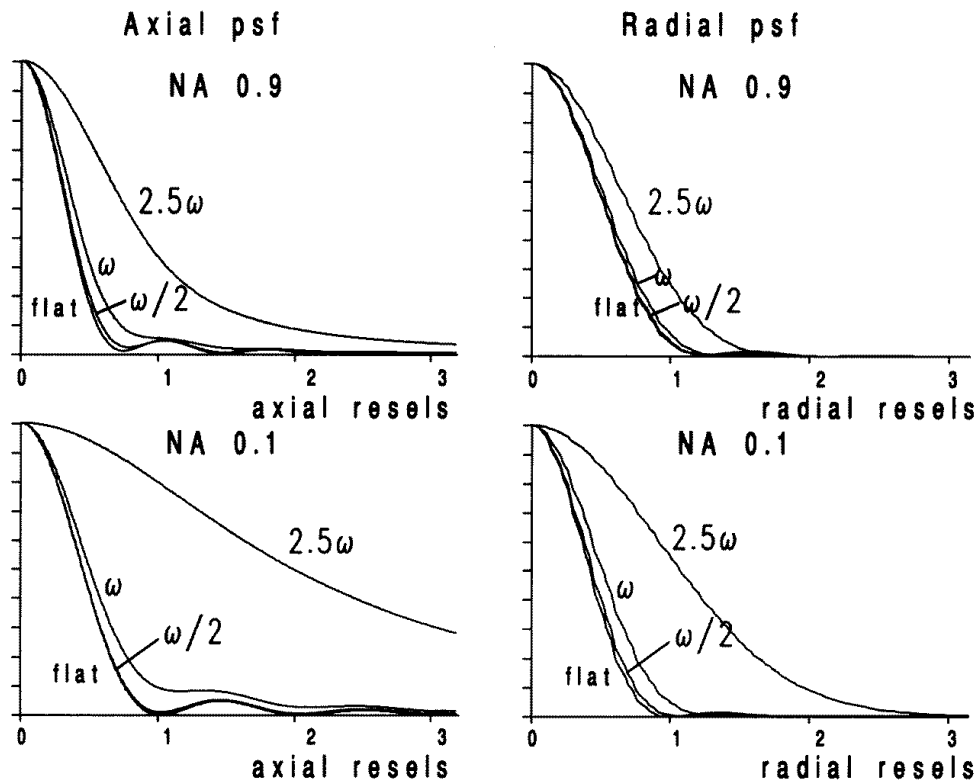 Axial psf
NA 0.9
2.5ω
ω
flat
ω/2
0 1 2 3
axial resels
Radial psf
NA 0.9
2.5ω
ω
flat
ω/2
0 1 2 3
radial resels
NA 0.1
2.5ω
ω
ω/2
flat
0 1 2 3
axial resels
NA 0.1
2.5ω
ω
ω/2
flat
0 1 2 3
radial resels